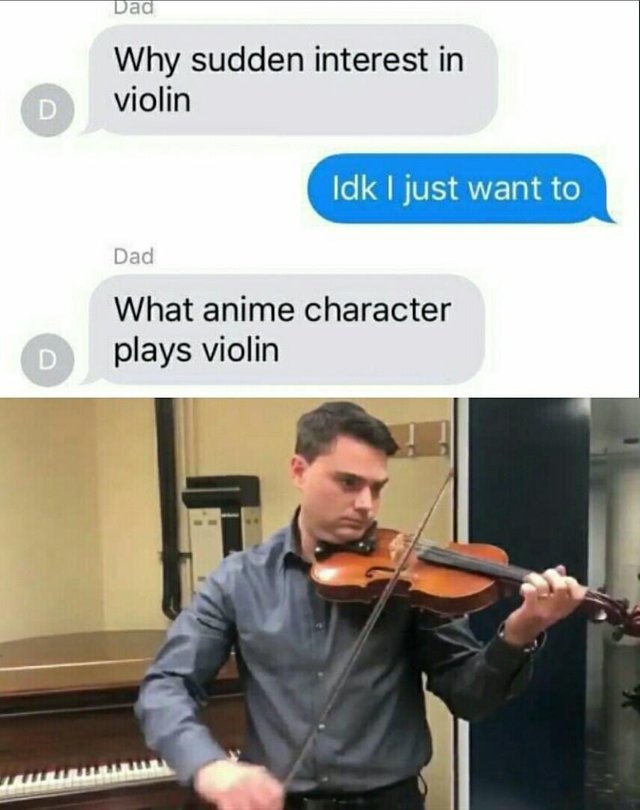 Dad
Why sudden interest in
violin
D
Idk I just want to
Dad
What anime character
plays violin
D